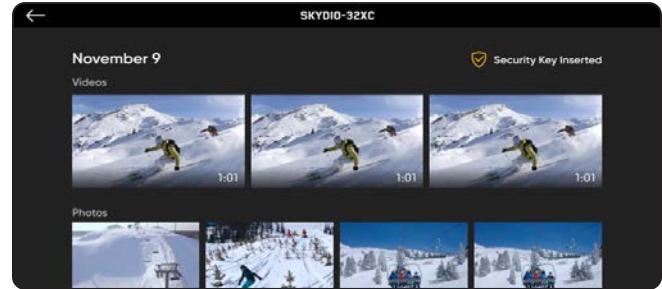 SKYDIO-32XC
November 9
Security Key Inserted
Videos
1:01
1:01
1:01
Photos